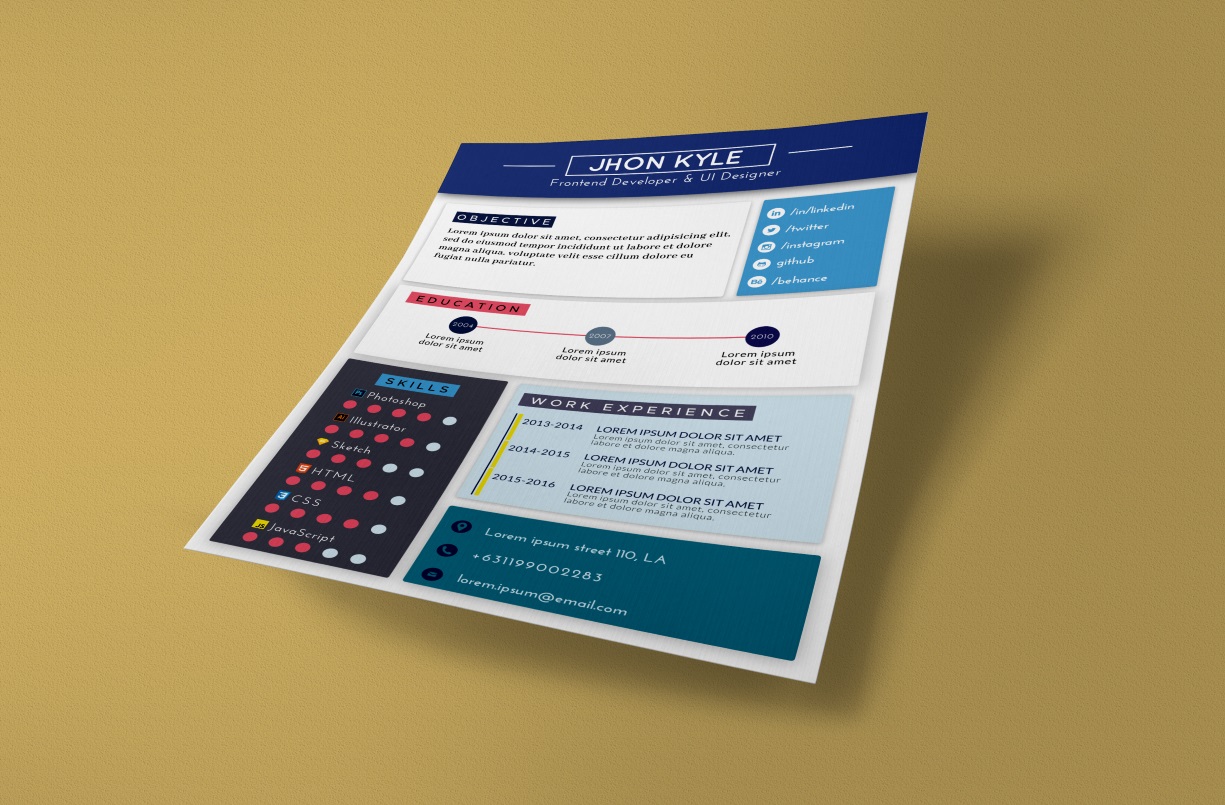 JHON KYLE
Frontend Developer & UI Designer
OBJECTIVE
Lorem ipsum dolor sit amet, consectetur adipisicing elit,
sed do eiusmod tempor incididunt ut labore et dolore
magna aliqua. voluptate velit esse cillum dolore eu
fugiat nulla pariatur.
in /in/linkedin
/twitter
/instagram
github
Bē /behance
EDUCATION
2004
Lorem ipsum
dolor sit amet
2007
Lorem ipsum
dolor sit amet
2010
Lorem ipsum
dolor sit amet
SKILLS
Ps Photoshop
Ai Illustrator
Sketch
5 HTML
3 CSS
JS JavaScript
WORK EXPERIENCE
2013-2014
LOREM IPSUM DOLOR SIT AMET
Lorem ipsum dolor sit amet, consectetur
labore et dolore magna aliqua.
2014-2015
LOREM IPSUM DOLOR SIT AMET
Lorem ipsum dolor sit amet, consectetur
labore et dolore magna aliqua.
2015-2016
LOREM IPSUM DOLOR SIT AMET
Lorem ipsum dolor sit amet, consectetur
labore et dolore magna aliqua.
Lorem ipsum street 110, LA
+631199002283
lorem.ipsum@email.com